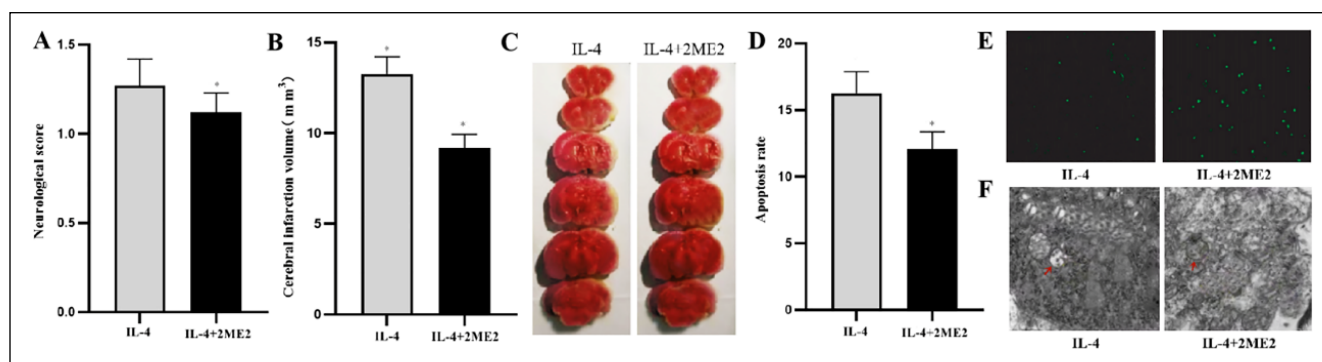 A
1.5
1.0
0.5
0.0
Neurological score
*
IL-4
IL-4+2ME2
B
15
10
5
0
Cerebral infarction volume( m m³)
*
*
IL-4
IL-4+2ME2
C
IL-4
IL-4+2ME2
D
20
15
10
5
0
Apoptosis rate
*
IL-4
IL-4+2ME2
E
IL-4
IL-4+2ME2
F
IL-4
IL-4+2ME2